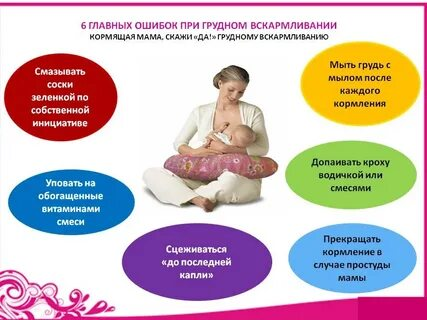 6 ГЛАВНЫХ ОШИБОК ПРИ ГРУДНОМ ВСКАРМЛИВАНИИ
КОРМЯЩАЯ МАМА, СКАЖИ «ДА!» ГРУДНОМУ ВСКАРМЛИВАНИЮ
Смазывать
соски
зеленкой по
собственной
инициативе
Мыть грудь с
мылом после
каждого
кормления
Уповать на
обогащенные
витаминами
смеси
Допаивать кроху
водичкой или
смесями
Сцеживаться
«до последней
капли»
Прекращать
кормление в
случае простуды
мамы